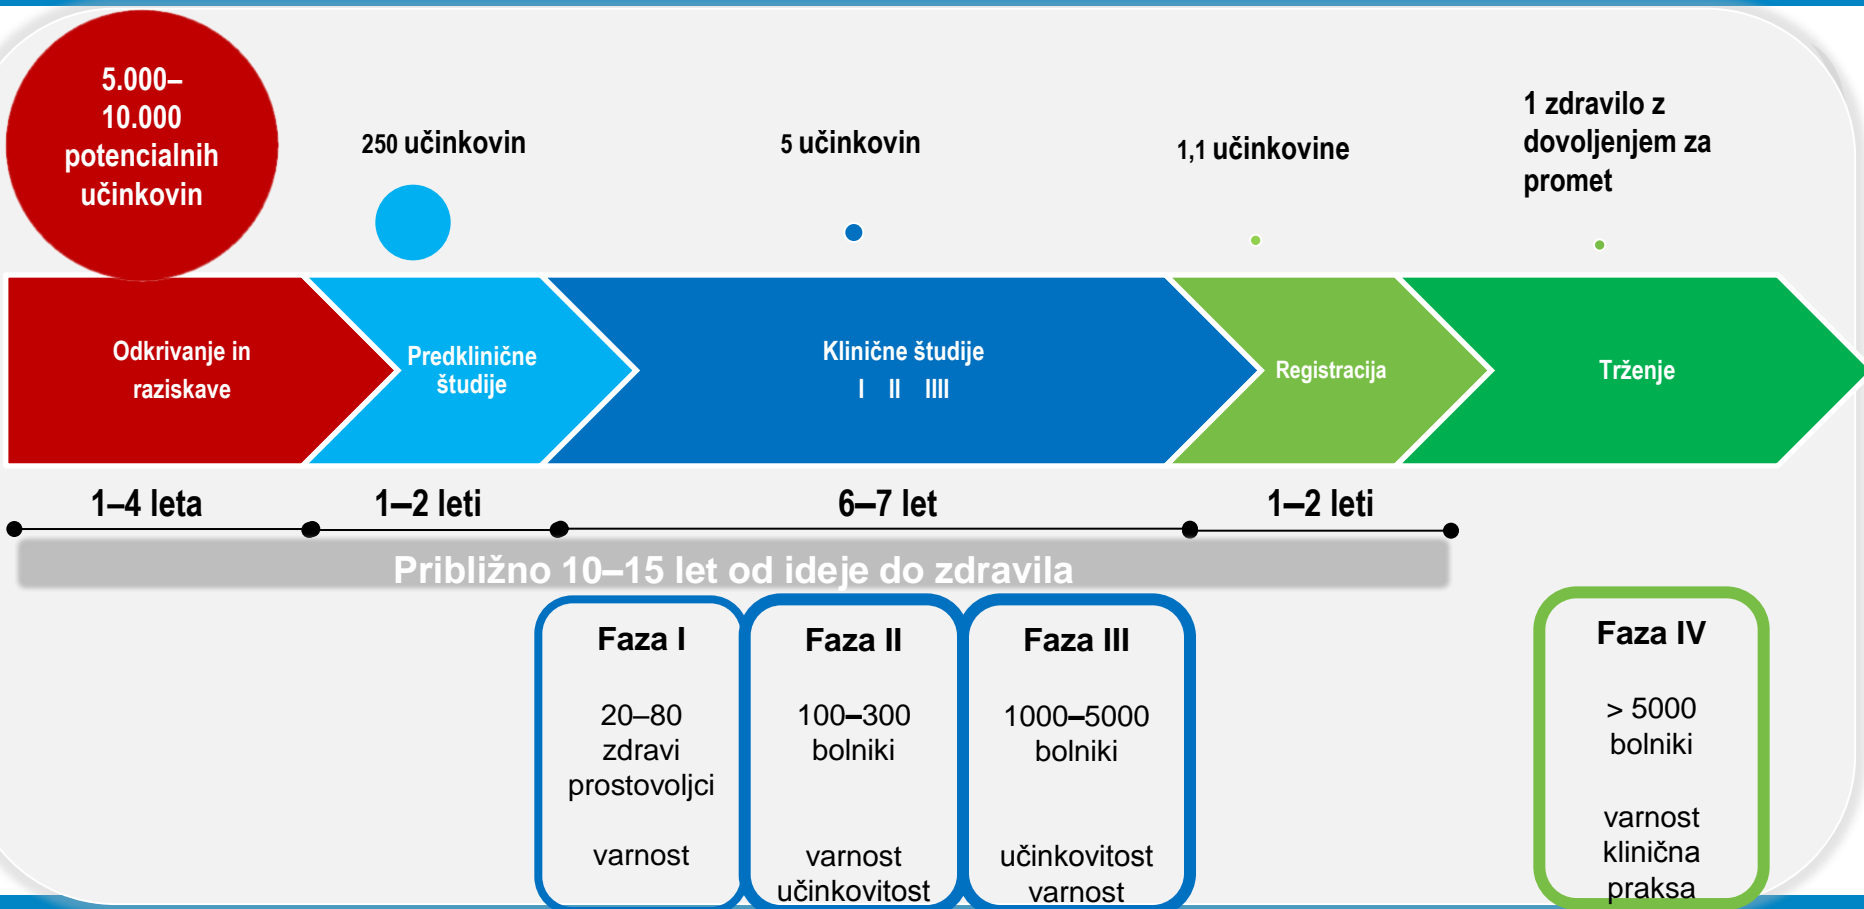 5.000–
10.000
potencialnih
učinkovin
250 učinkovin
5 učinkovin
1,1 učinkovine
1 zdravilo z
dovoljenjem za
promet
Odkrivanje in
raziskave
Predklinične
študije
Klinične študije
I II IIII
Registracija
Trženje
1–4 leta
1–2 leti
6–7 let
1–2 leti
Približno 10–15 let od ideje do zdravila
Faza I
20–80
zdravi
prostovoljci
varnost
Faza II
100–300
bolniki
varnost
učinkovitost
Faza III
1000–5000
bolniki
učinkovitost
varnost
Faza IV
> 5000
bolniki
varnost
klinična
praksa